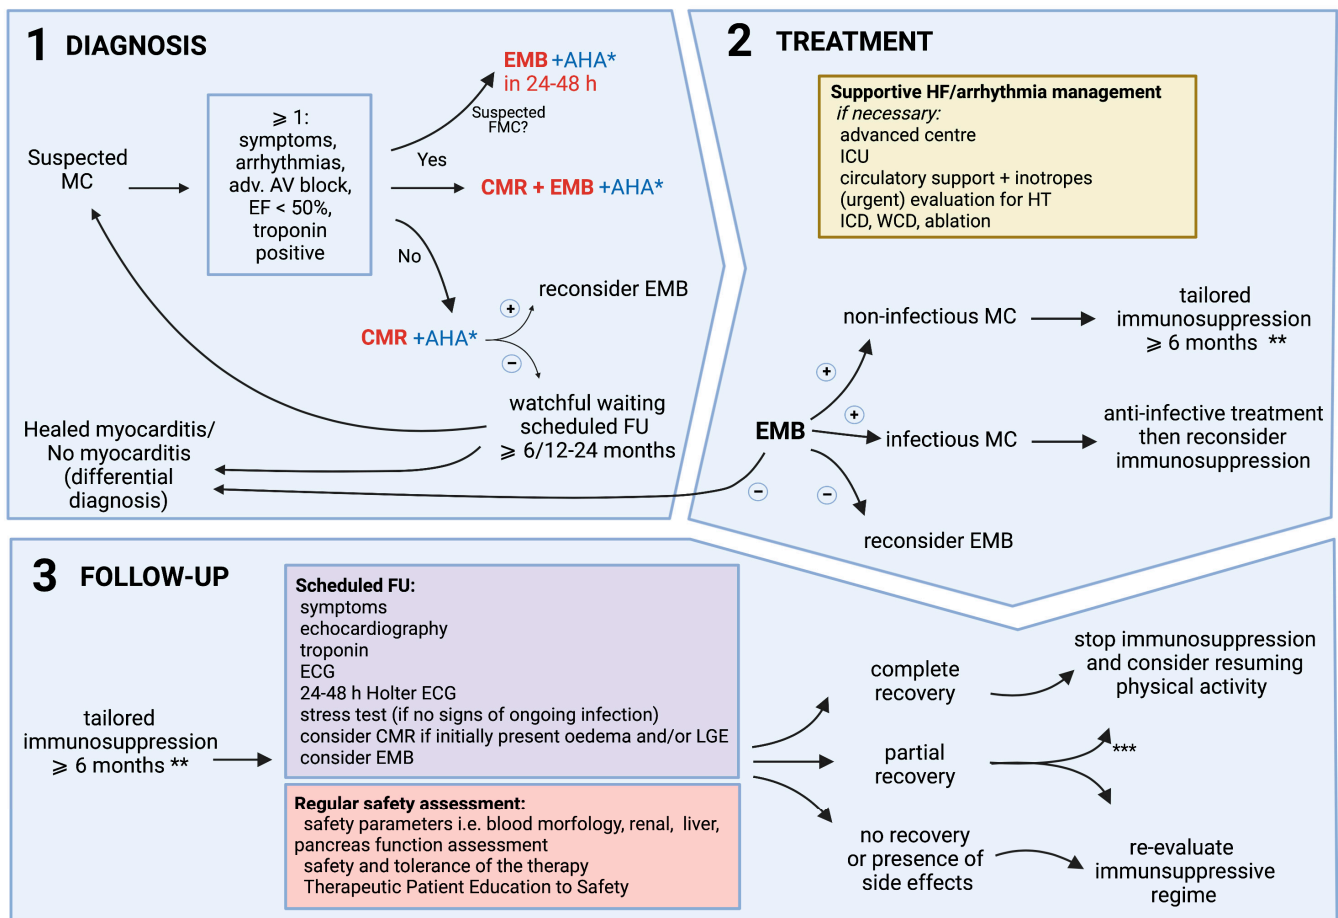 1 DIAGNOSIS
Suspected
MC
⩾ 1:
symptoms,
arrhythmias,
adv. AV block,
EF < 50%,
troponin
positive
EMB +AHA*
in 24-48 h
Suspected
FMC?
Yes
CMR + EMB +AHA*
No
CMR +AHA*
+
reconsider EMB
−
watchful waiting
scheduled FU
⩾ 6/12-24 months
Healed myocarditis/
No myocarditis
(differential
diagnosis)
2 TREATMENT
Supportive HF/arrhythmia management
if necessary:
advanced centre
ICU
circulatory support + inotropes
(urgent) evaluation for HT
ICD, WCD, ablation
EMB
+
non-infectious MC
tailored
immunosuppression
⩾ 6 months **
+
infectious MC
anti-infective treatment
then reconsider
immunosuppression
−
−
reconsider EMB
3 FOLLOW-UP
tailored
immunosuppression
⩾ 6 months **
Scheduled FU:
symptoms
echocardiography
troponin
ECG
24-48 h Holter ECG
stress test (if no signs of ongoing infection)
consider CMR if initially present oedema and/or LGE
consider EMB
Regular safety assessment:
safety parameters i.e. blood morfology, renal, liver,
pancreas function assessment
safety and tolerance of the therapy
Therapeutic Patient Education to Safety
complete
recovery
stop immunosuppression
and consider resuming
physical activity
partial
recovery
***
no recovery
or presence of
side effects
re-evaluate
immunsuppressive
regime